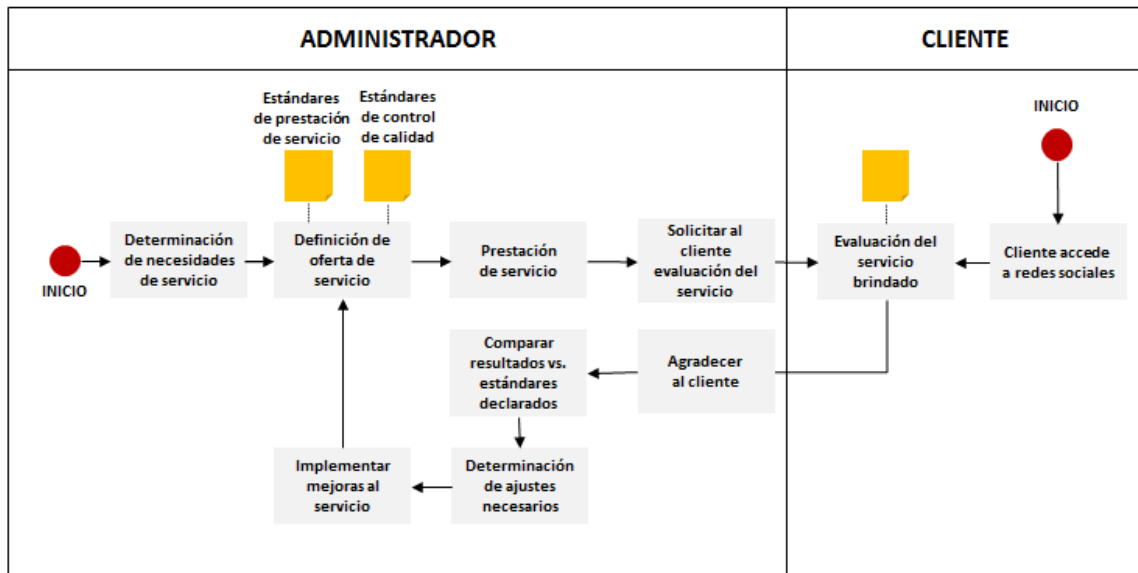 ADMINISTRADOR
CLIENTE
Estándares
de prestación
de servicio
Estándares
de control
de calidad
INICIO
INICIO
Determinación
de necesidades
de servicio
Definición de
oferta de
servicio
Prestación
de servicio
Solicitar al
cliente
evaluación del
servicio
Evaluación del
servicio
brindado
Cliente accede
a redes sociales
Comparar
resultados vs.
estándares
declarados
Agradecer
al cliente
Implementar
mejoras al
servicio
Determinación
de ajustes
necesarios